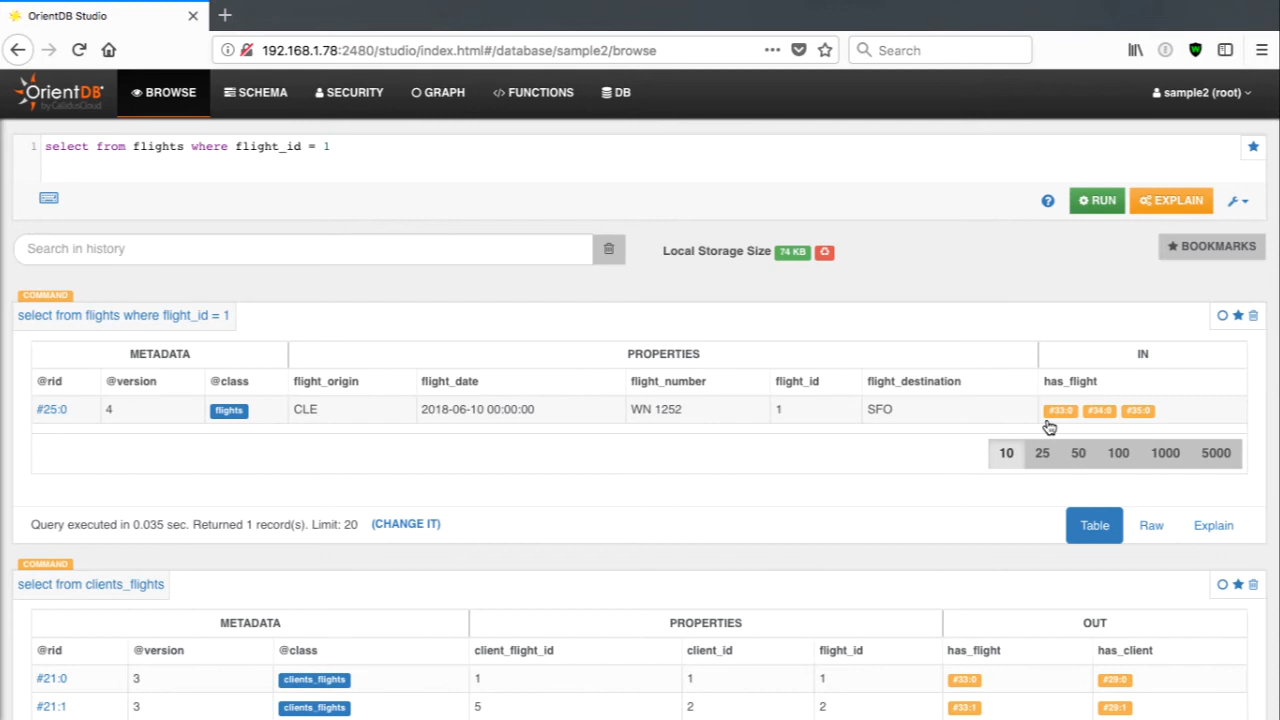 OrientDB Studio
192.168.1.78:2480/studio/index.html#/database/sample2/browse
Search
OrientDB
by CallidusCloud
BROWSE SCHEMA SECURITY GRAPH FUNCTIONS DB sample2 (root)
1 select from flights where flight_id = 1
RUN EXPLAIN
Search in history Local Storage Size 74 KB BOOKMARKS
COMMAND
select from flights where flight_id = 1
METADATA PROPERTIES IN
@rid @version @class flight_origin flight_date flight_number flight_id flight_destination has_flight
#25:0 4 flights CLE 2018-06-10 00:00:00 WN 1252 1 SFO #33:0 #34:0 #35:0
10 25 50 100 1000 5000
Query executed in 0.035 sec. Returned 1 record(s). Limit: 20 (CHANGE IT) Table Raw Explain
COMMAND
select from clients_flights
METADATA PROPERTIES OUT
@rid @version @class client_flight_id client_id flight_id has_flight has_client
#21:0 3 clients_flights 1 1 1 #33:0 #29:0
#21:1 3 clients_flights 5 2 2 #33:1 #29:1